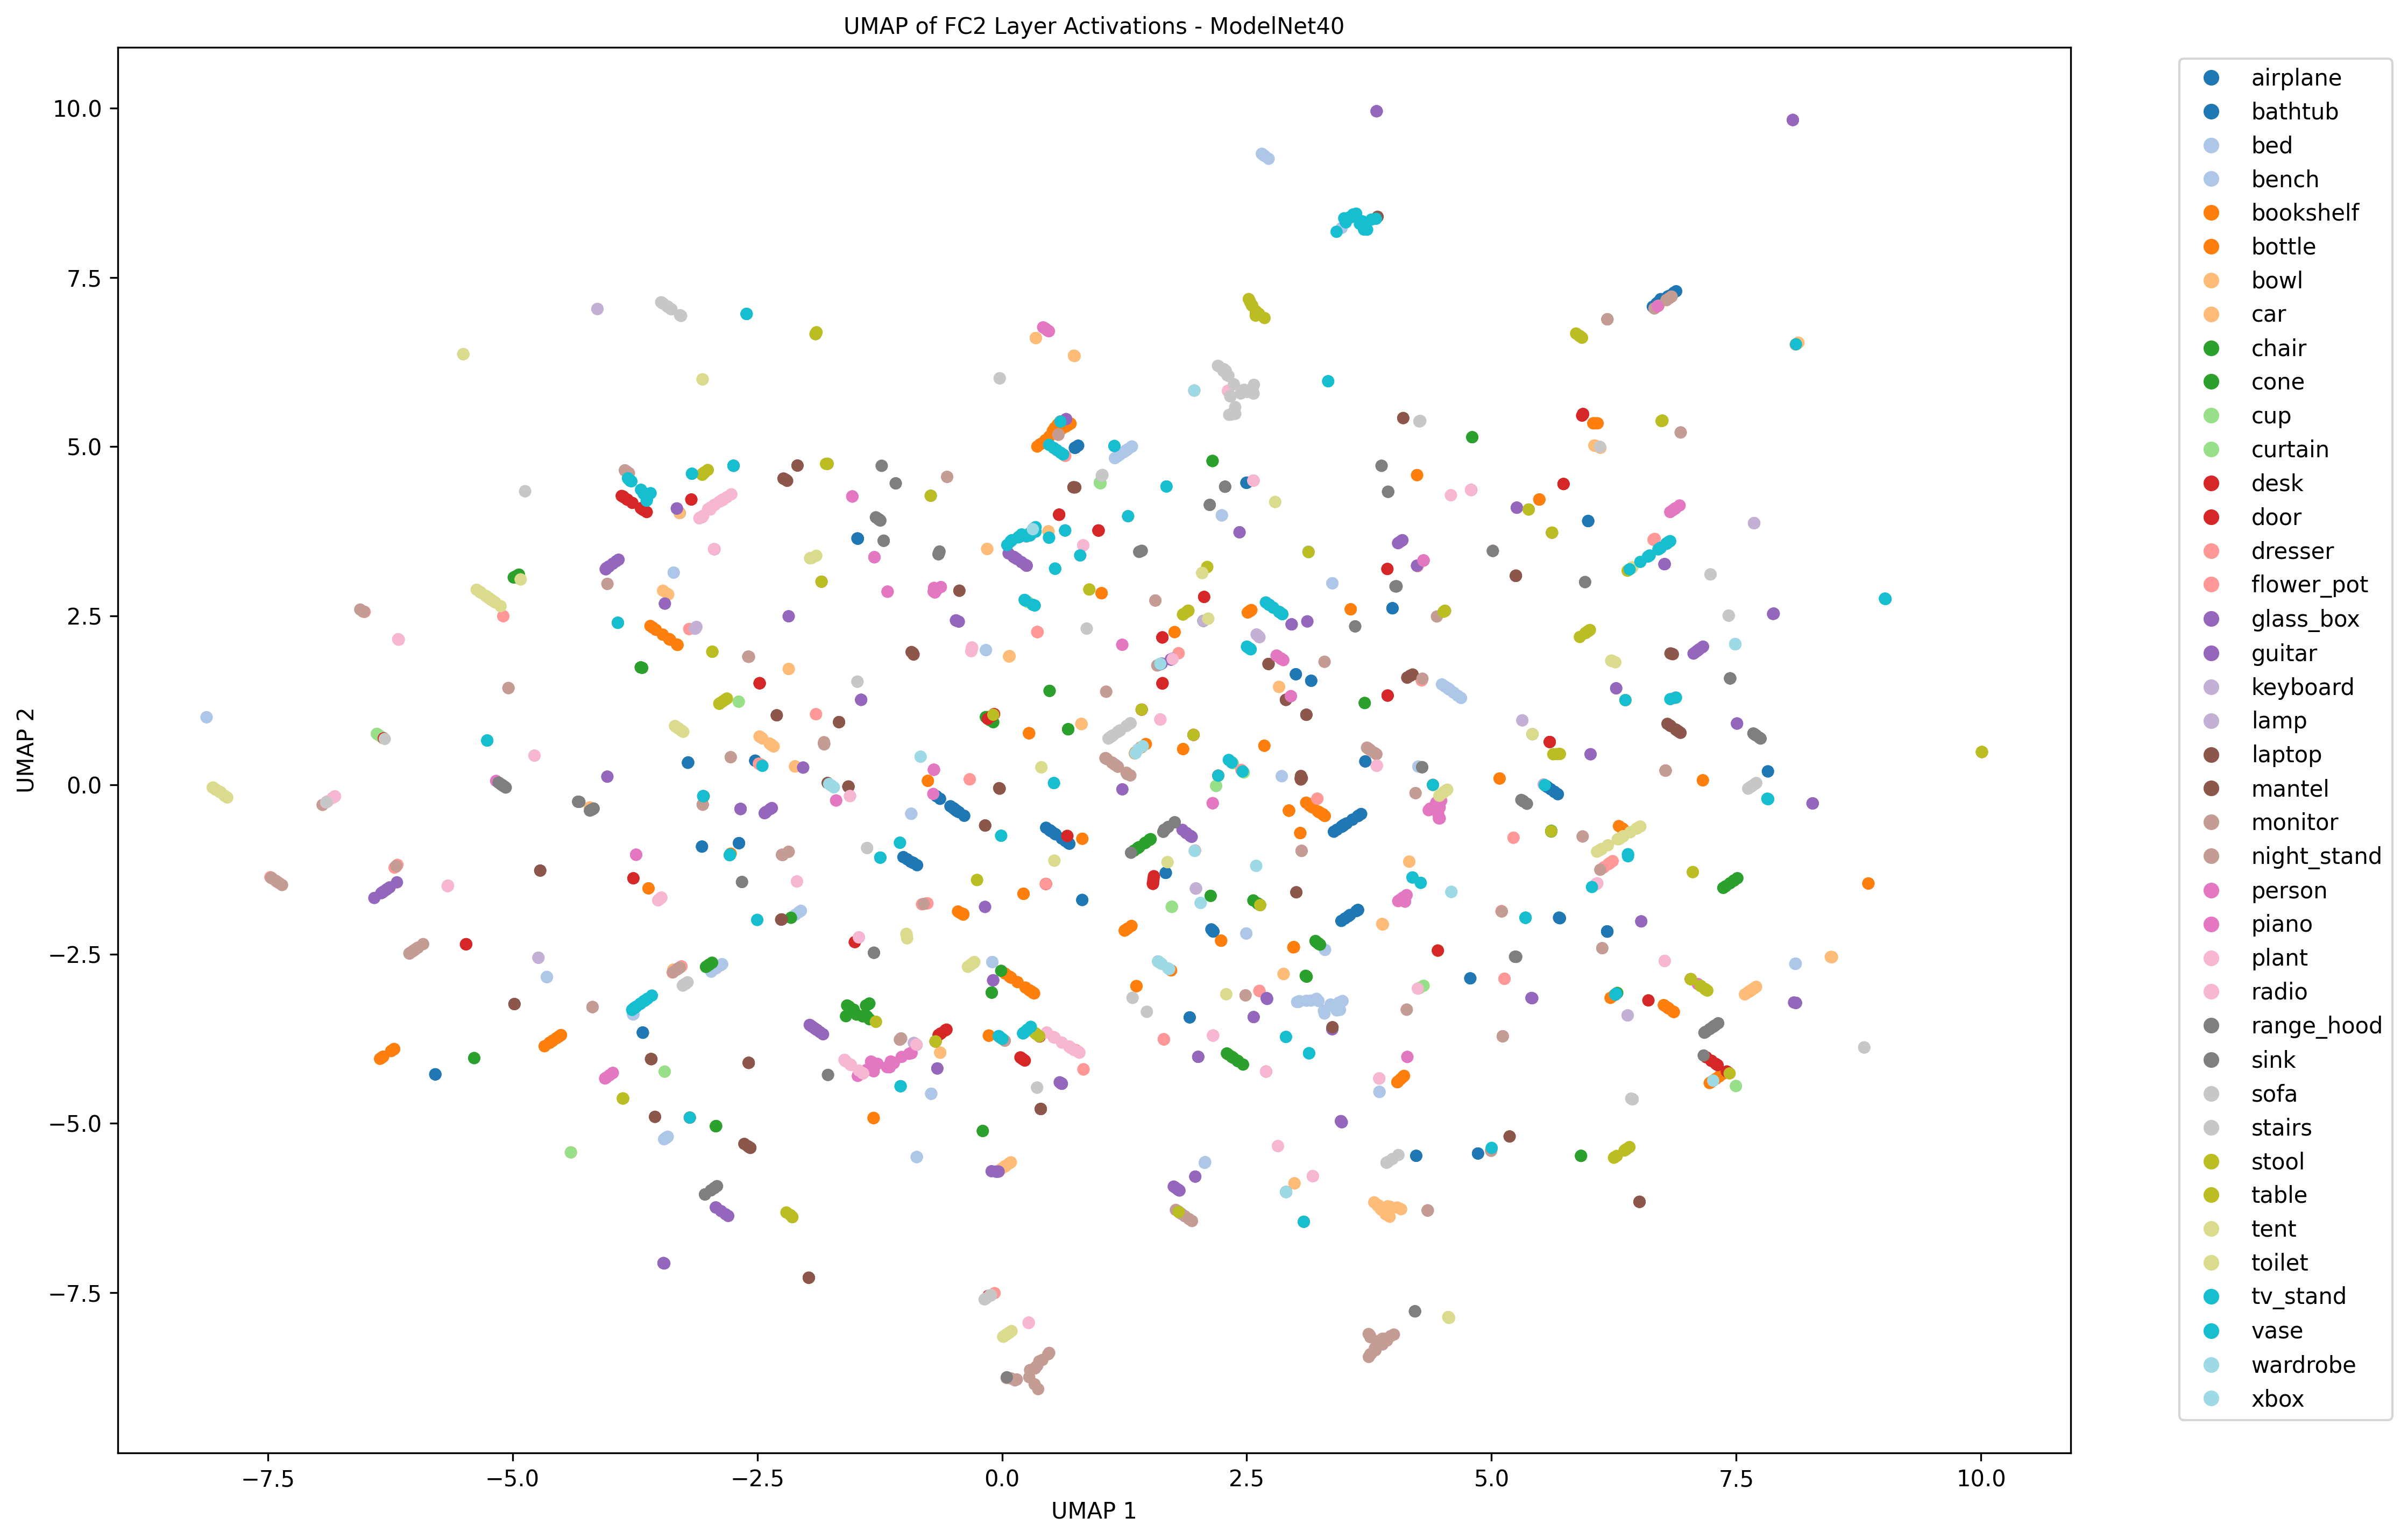 UMAP of FC2 Layer Activations - ModelNet40
10.0
7.5
5.0
2.5
0.0
−2.5
−5.0
−7.5
UMAP 2
−7.5
−5.0
−2.5
0.0
2.5
5.0
7.5
10.0
UMAP 1
airplane
bathtub
bed
bench
bookshelf
bottle
bowl
car
chair
cone
cup
curtain
desk
door
dresser
flower_pot
glass_box
guitar
keyboard
lamp
laptop
mantel
monitor
night_stand
person
piano
plant
radio
range_hood
sink
sofa
stairs
stool
table
tent
toilet
tv_stand
vase
wardrobe
xbox